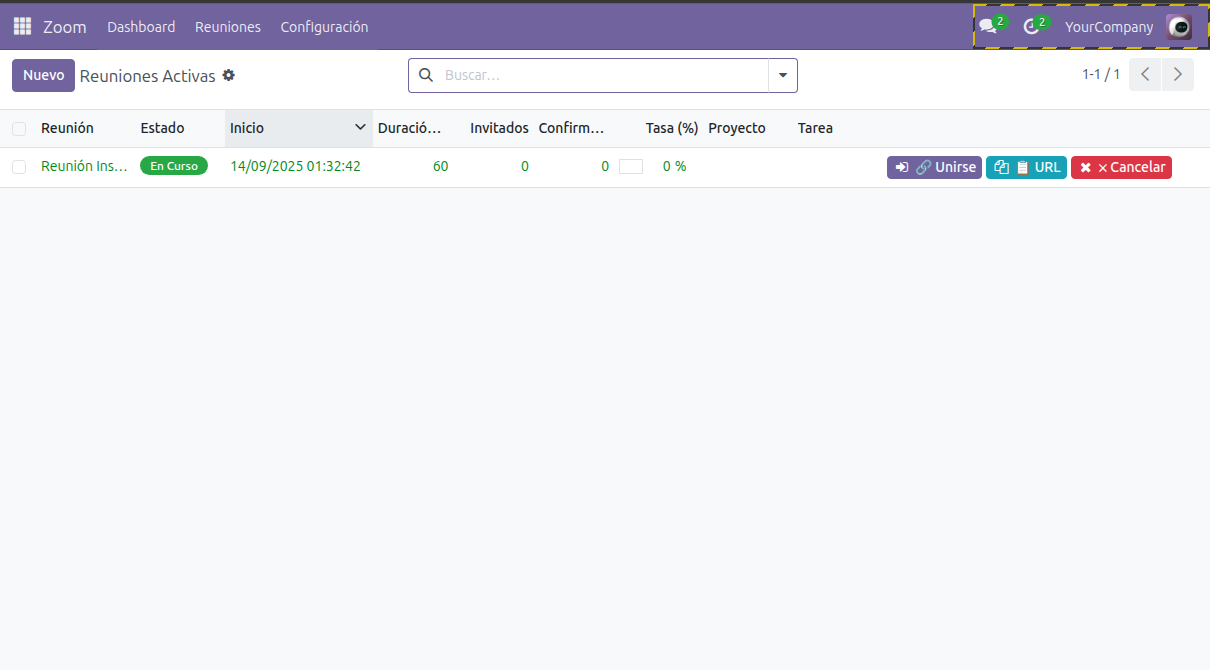 Zoom Dashboard Reuniones Configuración 2 2 YourCompany
Nuevo Reuniones Activas Buscar... 1-1 / 1
Reunión Estado Inicio Duració... Invitados Confirm... Tasa (%) Proyecto Tarea
Reunión Ins... En Curso 14/09/2025 01:32:42 60 0 0 0 % Unirse URL × Cancelar